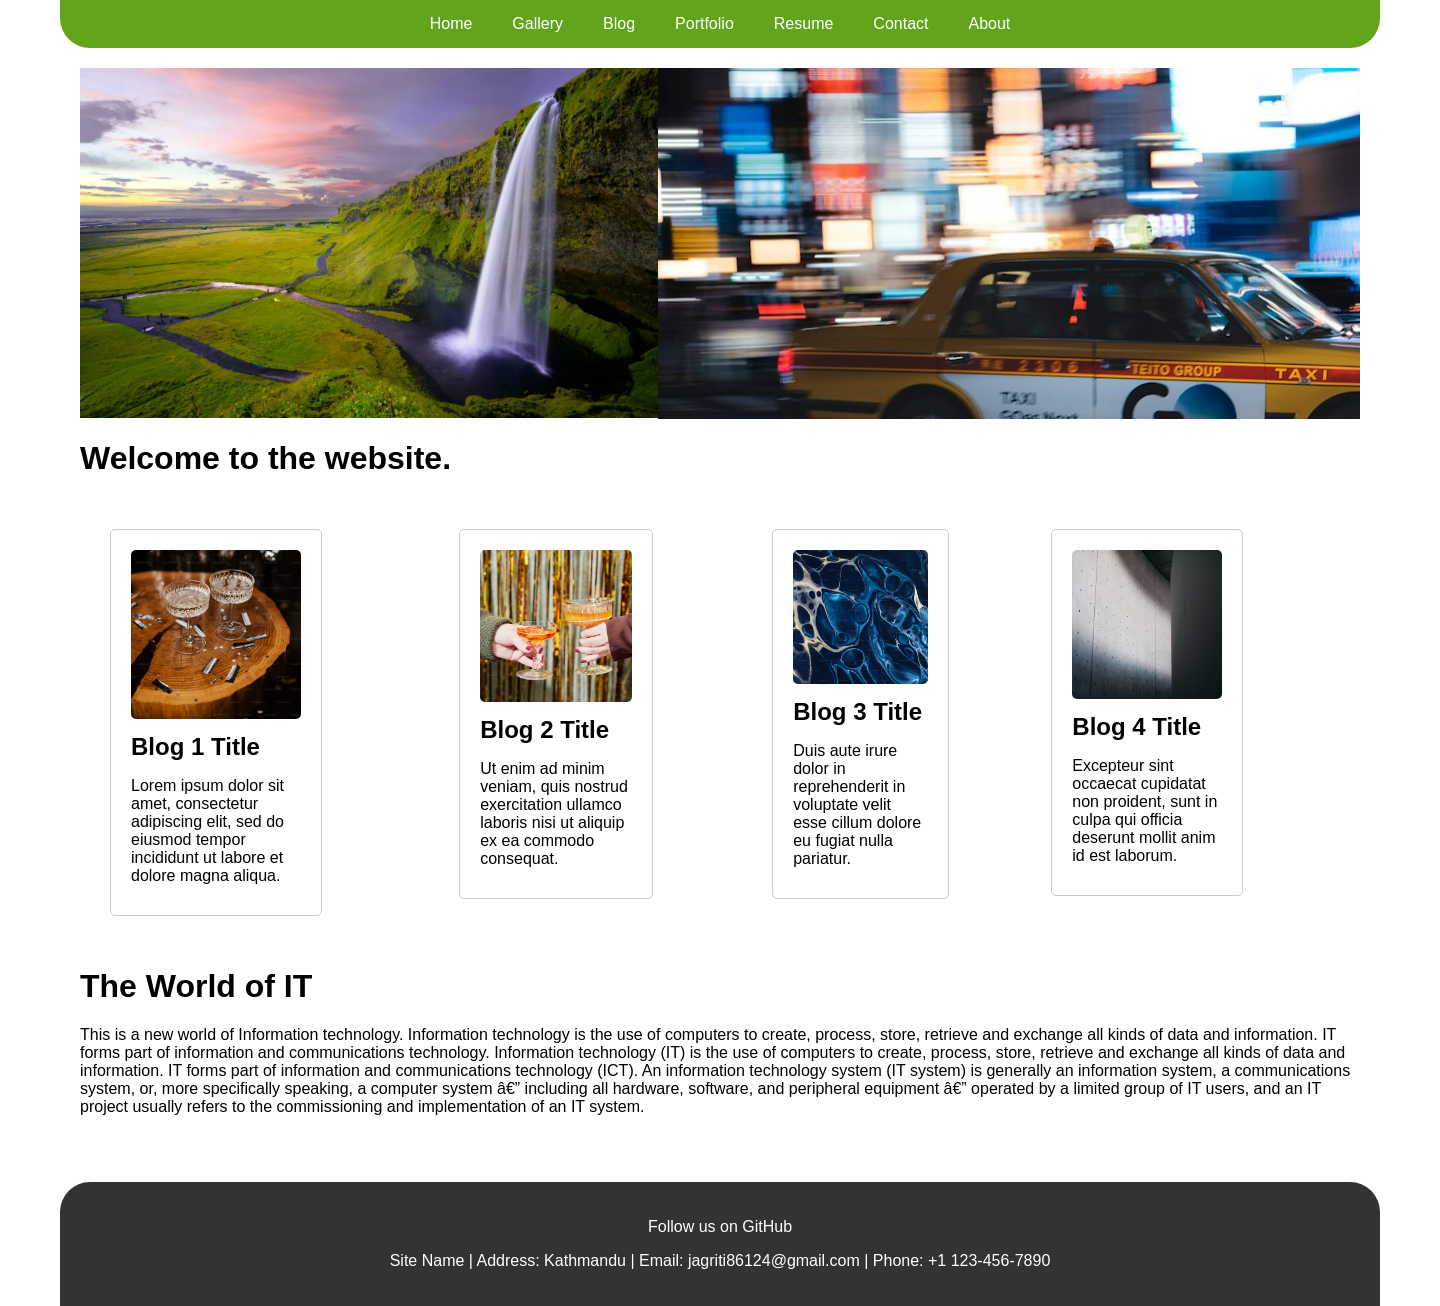 Home Gallery Blog Portfolio Resume Contact About
2306
TEITO GROUP
TAXI
TAXI
GOes Next
GO
Welcome to the website.
Blog 1 Title
Lorem ipsum dolor sit
amet, consectetur
adipiscing elit, sed do
eiusmod tempor
incididunt ut labore et
dolore magna aliqua.
Blog 2 Title
Ut enim ad minim
veniam, quis nostrud
exercitation ullamco
laboris nisi ut aliquip
ex ea commodo
consequat.
Blog 3 Title
Duis aute irure
dolor in
reprehenderit in
voluptate velit
esse cillum dolore
eu fugiat nulla
pariatur.
Blog 4 Title
Excepteur sint
occaecat cupidatat
non proident, sunt in
culpa qui officia
deserunt mollit anim
id est laborum.
The World of IT
This is a new world of Information technology. Information technology is the use of computers to create, process, store, retrieve and exchange all kinds of data and information. IT
forms part of information and communications technology. Information technology (IT) is the use of computers to create, process, store, retrieve and exchange all kinds of data and
information. IT forms part of information and communications technology (ICT). An information technology system (IT system) is generally an information system, a communications
system, or, more specifically speaking, a computer system â€” including all hardware, software, and peripheral equipment â€” operated by a limited group of IT users, and an IT
project usually refers to the commissioning and implementation of an IT system.
Follow us on GitHub
Site Name | Address: Kathmandu | Email: jagriti86124@gmail.com | Phone: +1 123-456-7890